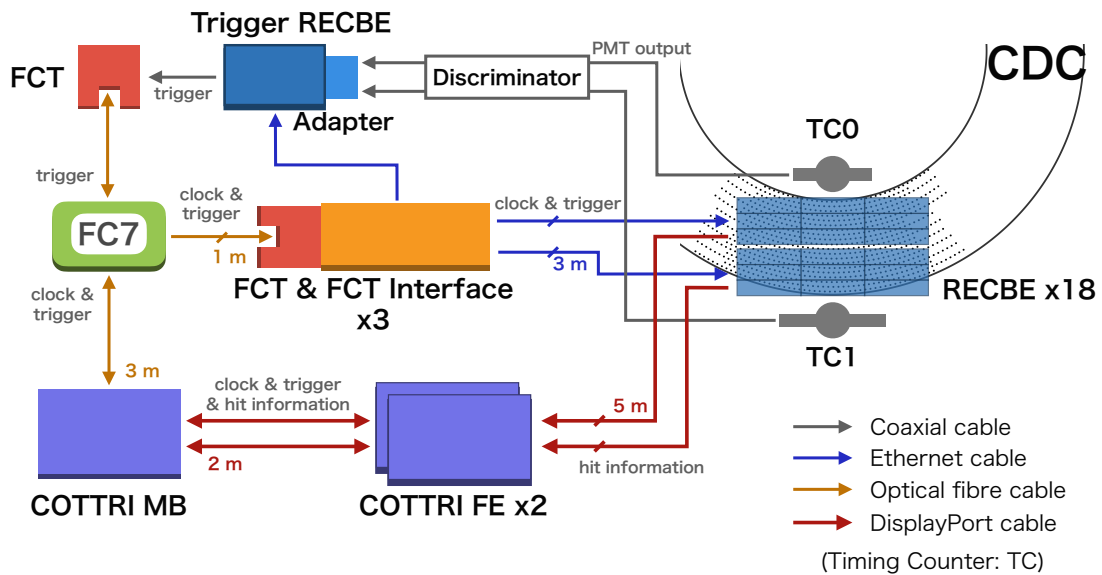 Trigger RECBE
FCT
trigger
Adapter
Discriminator
PMT output
CDC
TC0
trigger
FC7
clock &
trigger
1 m
FCT & FCT Interface
x3
clock & trigger
3 m
RECBE x18
TC1
clock &
trigger
3 m
COTTRI MB
clock & trigger
& hit information
2 m
COTTRI FE x2
5 m
hit information
Coaxial cable
Ethernet cable
Optical fibre cable
DisplayPort cable
(Timing Counter: TC)